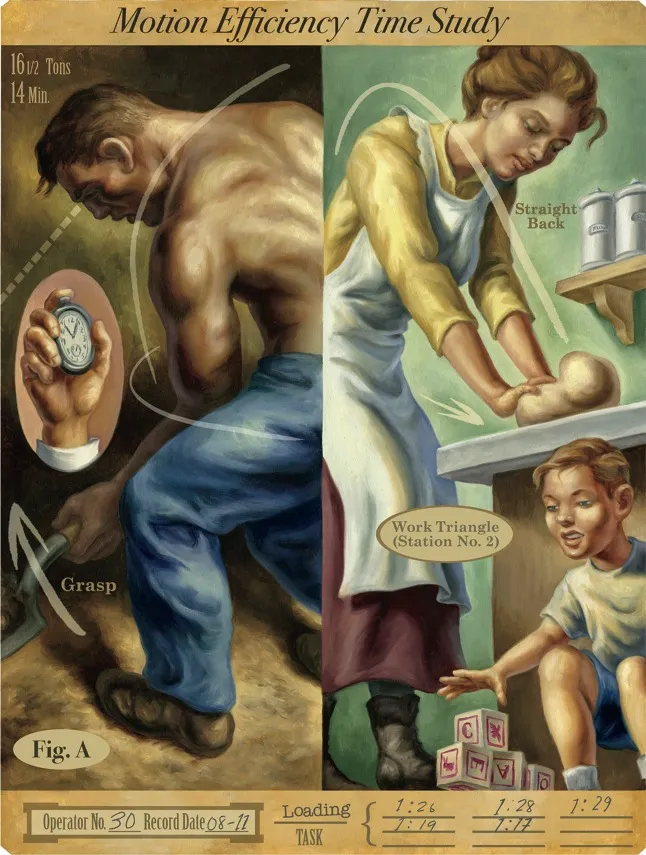 Motion Efficiency Time Study
16 1/2 Tons
14 Min.
Straight
Back
Work Triangle
(Station No. 2)
Grasp
Fig. A
C
E A O
Operator No. 30 Record Date 08-11
Loading
TASK
1:26 1:28 1:29
1:19 1:17